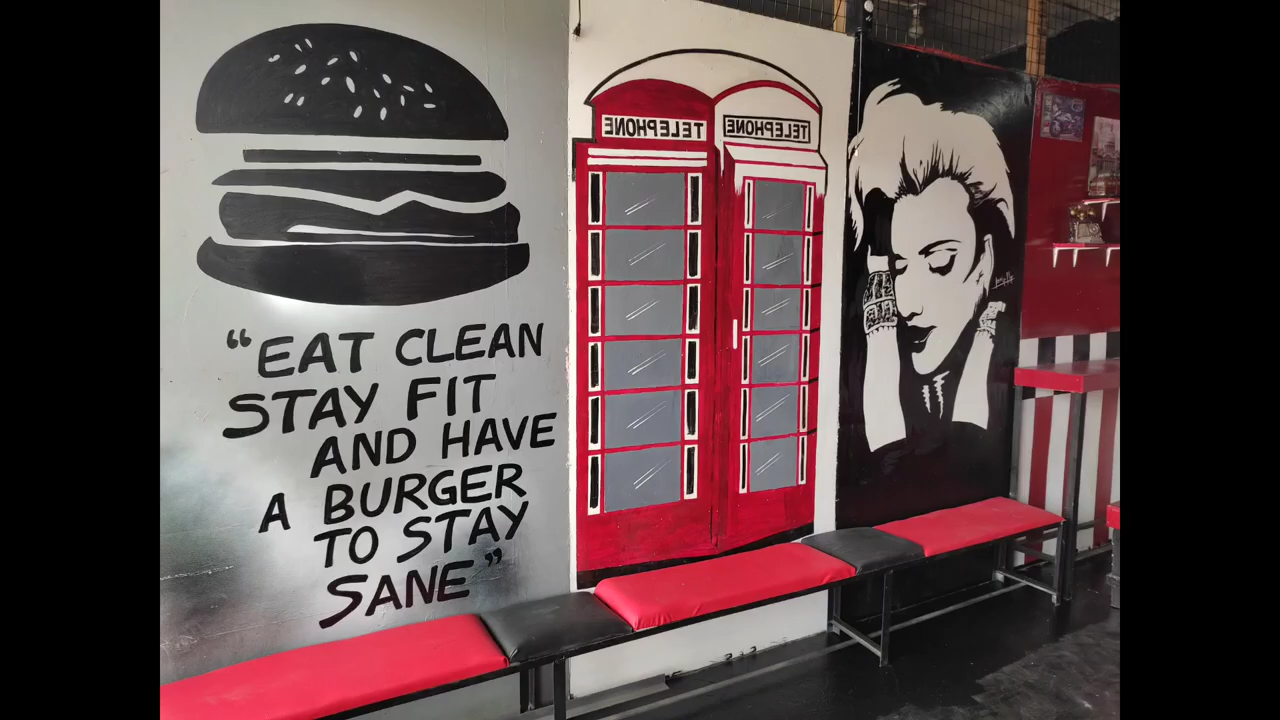 “EAT CLEAN
STAY FIT
AND HAVE
A BURGER
TO STAY
SANE”
TELEPHONE
TELEPHONE